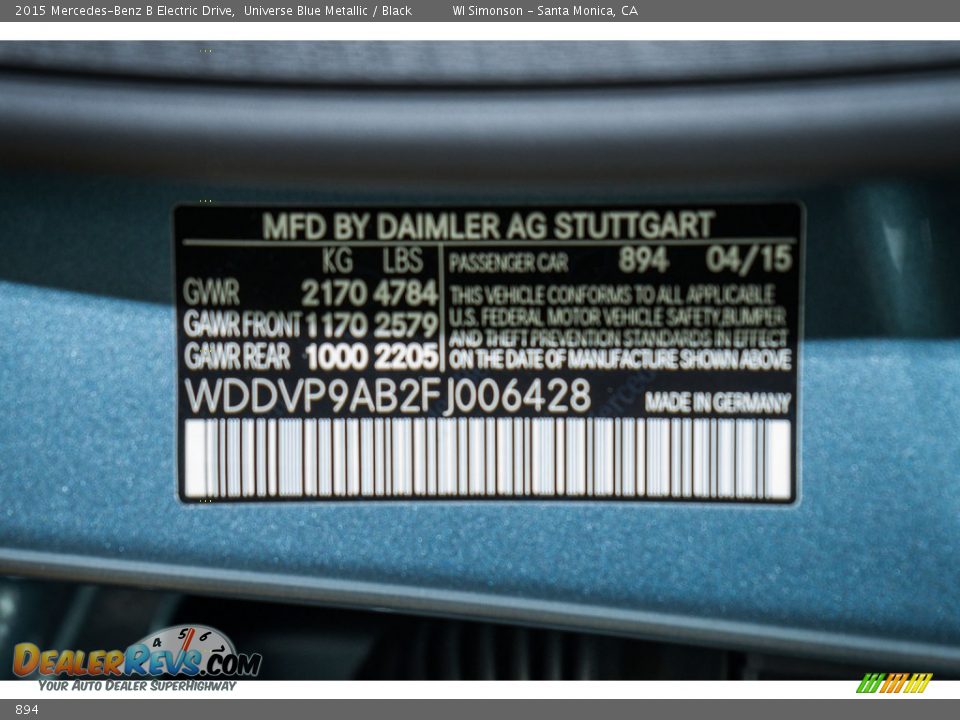 2015 Mercedes-Benz B Electric Drive, Universe Blue Metallic / Black WI Simonson - Santa Monica, CA
MFD BY DAIMLER AG STUTTGART
KG LBS PASSENGER CAR 894 04/15
GVWR 2170 4784 THIS VEHICLE CONFORMS TO ALL APPLICABLE
U.S. FEDERAL MOTOR VEHICLE SAFETY,BUMPER
GAWR FRONT 1170 2579 AND THEFT PREVENTION STANDARDS IN EFFECT
GAWR REAR 1000 2205 ON THE DATE OF MANUFACTURE SHOWN ABOVE
WDDVP9AB2FJ006428 MADE IN GERMANY
4 5 6
DEALERREVS.COM
YOUR AUTO DEALER SUPERHIGHWAY
894